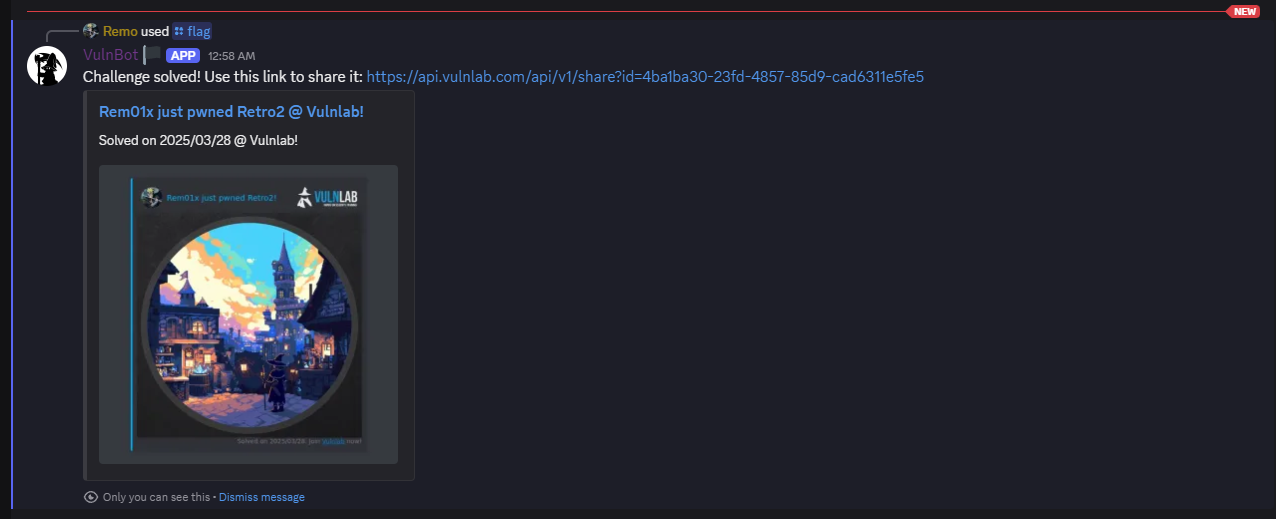 NEW
Remo used flag
VulnBot APP 12:58 AM
Challenge solved! Use this link to share it: https://api.vulnlab.com/api/v1/share?id=4ba1ba30-23fd-4857-85d9-cad6311e5fe5
Rem01x just pwned Retro2 @ Vulnlab!
Solved on 2025/03/28 @ Vulnlab!
Rem01x just pwned Retro2!
VULNLAB
Solved on 2025/03/28. Join vulnlab now!
Only you can see this • Dismiss message